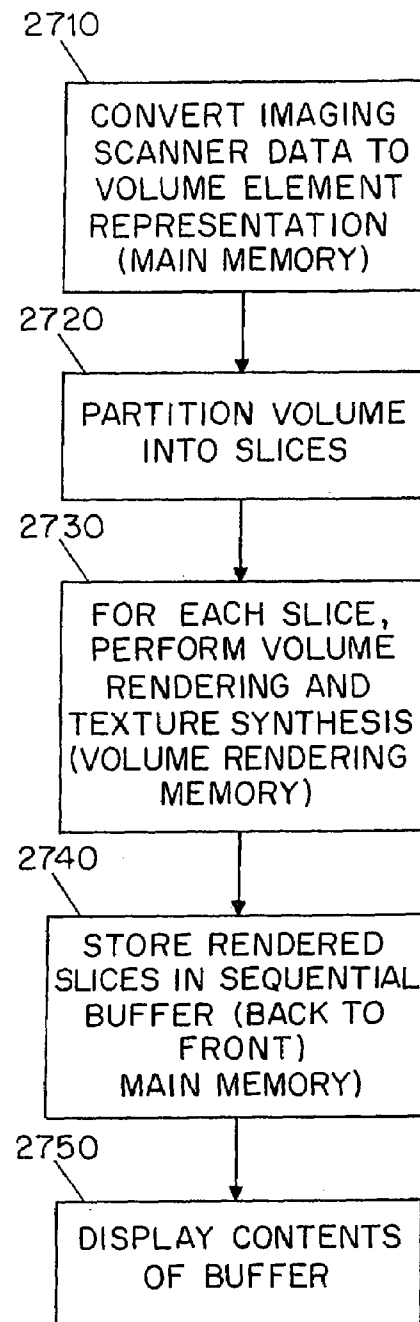 2710
CONVERT IMAGING
SCANNER DATA TO
VOLUME ELEMENT
REPRESENTATION
(MAIN MEMORY)
2720
PARTITION VOLUME
INTO SLICES
2730
FOR EACH SLICE,
PERFORM VOLUME
RENDERING AND
TEXTURE SYNTHESIS
(VOLUME RENDERING
MEMORY)
2740
STORE RENDERED
SLICES IN SEQUENTIAL
BUFFER (BACK TO
FRONT)
MAIN MEMORY)
2750
DISPLAY CONTENTS
OF BUFFER